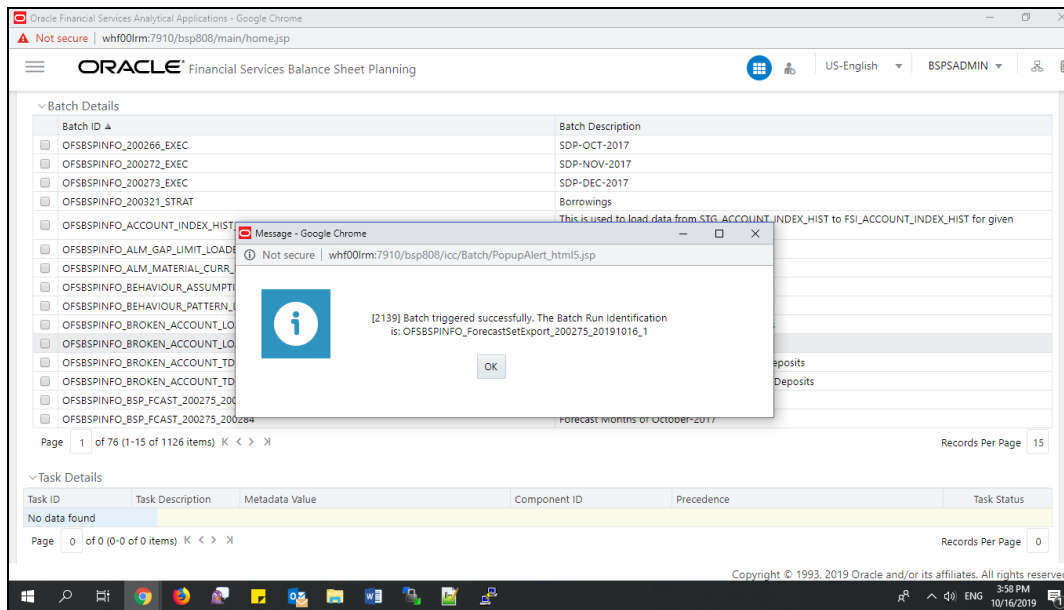 Oracle Financial Services Analytical Applications - Google Chrome
Not secure | whf00lrm:7910/bsp808/main/home.jsp
ORACLE® Financial Services Balance Sheet Planning
US-English
BSPSADMIN
Batch Details
Batch ID
Batch Description
OFSBSPINFO_200266_EXEC
SDP-OCT-2017
OFSBSPINFO_200272_EXEC
SDP-NOV-2017
OFSBSPINFO_200273_EXEC
SDP-DEC-2017
OFSBSPINFO_200321_STRAT
Borrowings
This is used to load data from STG_ACCOUNT_INDEX_HIST to FSI_ACCOUNT_INDEX_HIST for given
OFSBSPINFO_ACCOUNT_INDEX_HIST_
OFSBSPINFO_ALM_GAP_LIMIT_LOADE
OFSBSPINFO_ALM_MATERIAL_CURR_
OFSBSPINFO_BEHAVIOUR_ASSUMPTI
OFSBSPINFO_BEHAVIOUR_PATTERN_
OFSBSPINFO_BROKEN_ACCOUNT_LO
OFSBSPINFO_BROKEN_ACCOUNT_LO
OFSBSPINFO_BROKEN_ACCOUNT_TD
eposits
OFSBSPINFO_BROKEN_ACCOUNT_TD
Deposits
OFSBSPINFO_BSP_FCAST_200275_200
OFSBSPINFO_BSP_FCAST_200275_200284
Forecast Months of October-2017
Message - Google Chrome
Not secure | whf00lrm:7910/bsp808/icc/Batch/PopupAlert_html5.jsp
[2139] Batch triggered successfully. The Batch Run Identification
is: OFSBSPINFO_ForecastSetExport_200275_20191016_1
OK
Page 1 of 76 (1-15 of 1126 items)
Records Per Page 15
Task Details
Task ID
Task Description
Metadata Value
Component ID
Precedence
Task Status
No data found
Page 0 of 0 (0-0 of 0 items)
Records Per Page 0
Copyright © 1993, 2019 Oracle and/or its affiliates. All rights reserve
ENG
3:58 PM
10/16/2019